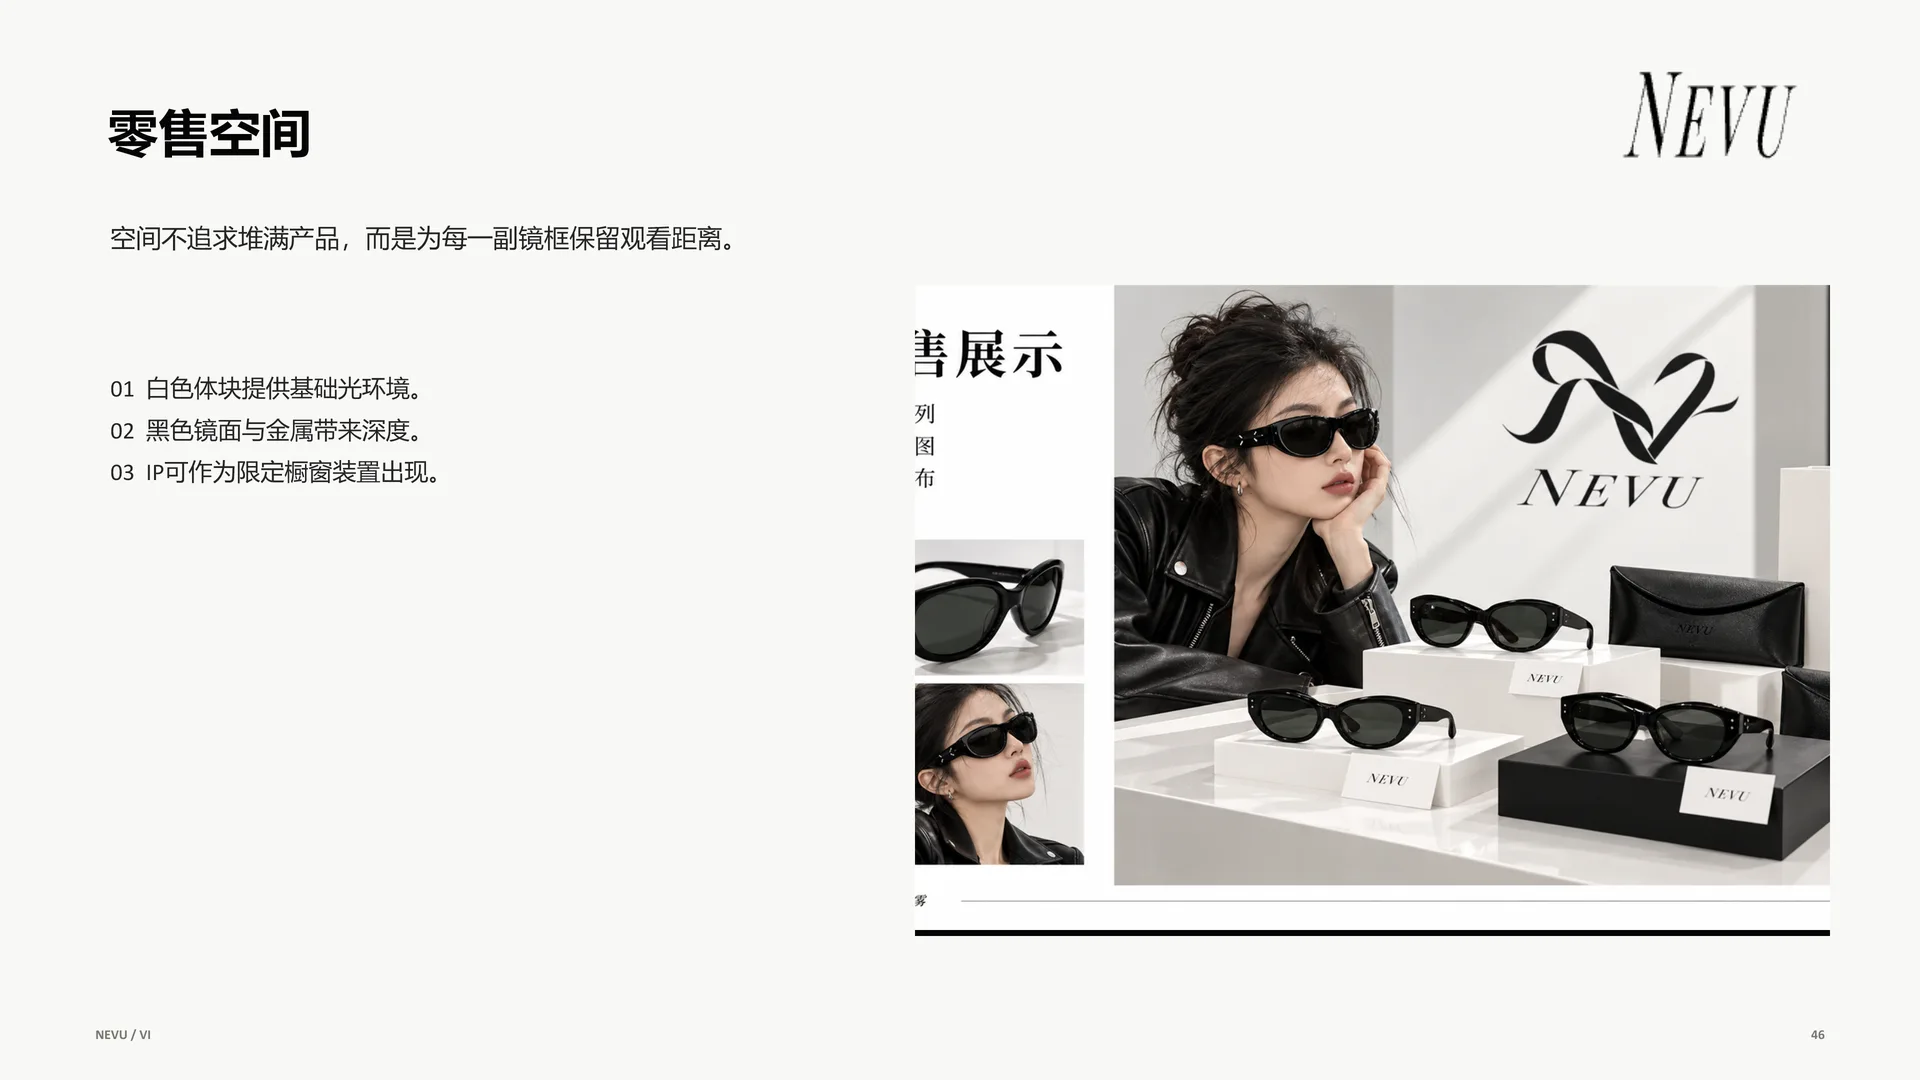 零售空间
NEVU
空间不追求堆满产品，而是为每一副镜框保留观看距离。
01 白色体块提供基础光环境。
02 黑色镜面与金属带来深度。
03 IP可作为限定橱窗装置出现。
售展示
列
图
布
NEVU
NEVU
NEVU
NEVU
NEVU
雾
NEVU / VI
46